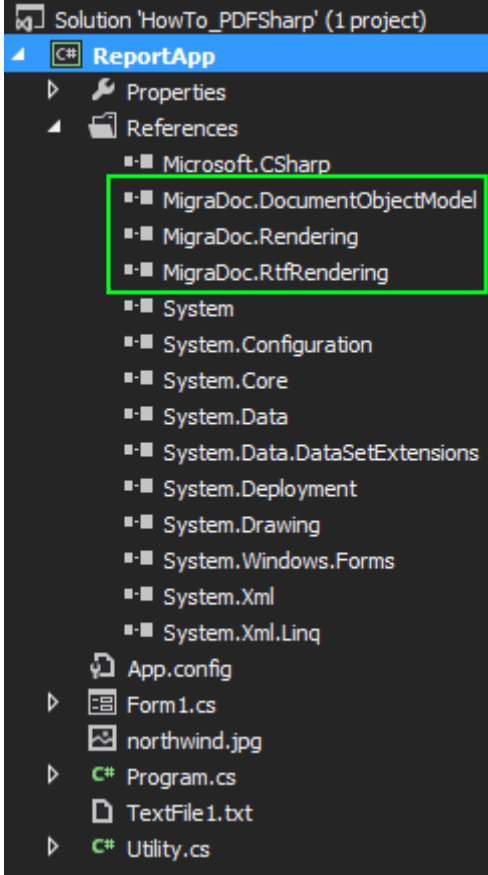 Solution 'HowTo_PDFSharp' (1 project)
C# ReportApp
Properties
References
Microsoft.CSharp
MigraDoc.DocumentObjectModel
MigraDoc.Rendering
MigraDoc.RtfRendering
System
System.Configuration
System.Core
System.Data
System.Data.DataSetExtensions
System.Deployment
System.Drawing
System.Windows.Forms
System.Xml
System.Xml.Linq
App.config
Form1.cs
northwind.jpg
C# Program.cs
TextFile1.txt
C# Utility.cs